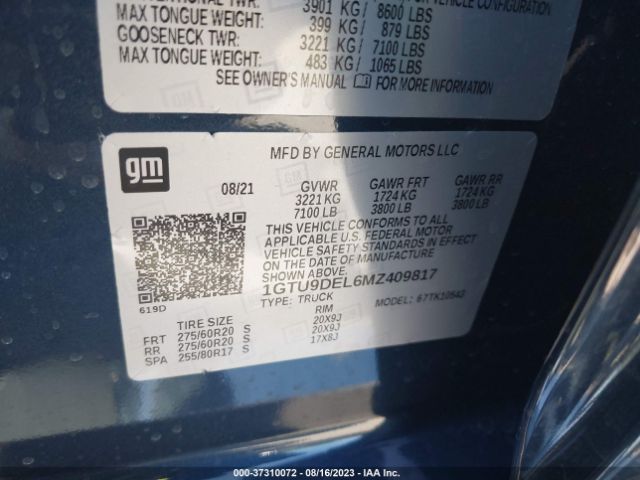 3901 KG/ 8600 LBS
MAX TONGUE WEIGHT: 399 KG/ 879 LBS
GOOSENECK TWR: 3221 KG/ 7100 LBS
MAX TONGUE WEIGHT: 483 KG/ 1065 LBS
SEE OWNER'S MANUAL FOR MORE INFORMATION
gm
MFD BY GENERAL MOTORS LLC
08/21 GVWR GAWR FRT GAWR RR
3221 KG 1724 KG 1724 KG
7100 LB 3800 LB 3800 LB
THIS VEHICLE CONFORMS TO ALL
APPLICABLE U.S. FEDERAL MOTOR
VEHICLE SAFETY STANDARDS IN EFFECT
ON THE DATE OF MANUFACTURE SHOWN ABOVE.
1GTU9DEL6MZ409817
619D
TYPE: TRUCK MODEL: 67TK10543
TIRE SIZE RIM
FRT 275/60R20 S 20X9J
RR 275/60R20 S 20X9J
SPA 255/80R17 S 17X8J
000-37310072 - 08/16/2023 - IAA Inc.